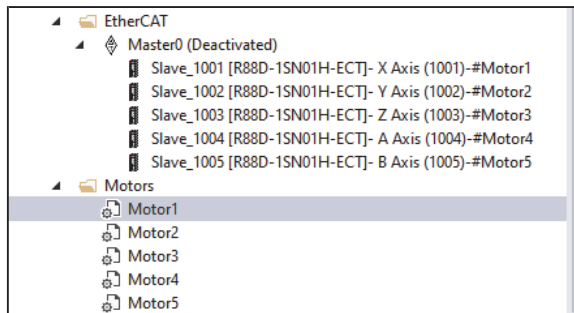 EtherCAT
Master0 (Deactivated)
Slave_1001 [R88D-1SN01H-ECT]- X Axis (1001)-#Motor1
Slave_1002 [R88D-1SN01H-ECT]- Y Axis (1002)-#Motor2
Slave_1003 [R88D-1SN01H-ECT]- Z Axis (1003)-#Motor3
Slave_1004 [R88D-1SN01H-ECT]- A Axis (1004)-#Motor4
Slave_1005 [R88D-1SN01H-ECT]- B Axis (1005)-#Motor5
Motors
Motor1
Motor2
Motor3
Motor4
Motor5